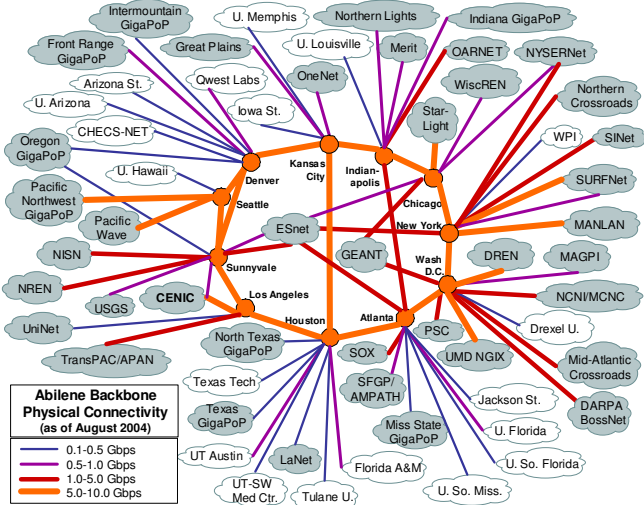 Intermountain
GigaPoP
U. Memphis
Northern Lights
Indiana GigaPoP
Front Range
GigaPoP
Great Plains
U. Louisville
Merit
OARNET
NYSERNet
Arizona St.
Qwest Labs
OneNet
WiscREN
Northern
Crossroads
U. Arizona
Iowa St.
Star-
Light
CHECS-NET
WPI
SINet
Oregon
GigaPoP
U. Hawaii
Denver
Kansas
City
Indian-
apolis
Chicago
SURFNet
Pacific
Northwest
GigaPoP
Seattle
Pacific
Wave
ESnet
New York
MANLAN
NISN
Sunnyvale
GEANT
Wash
D.C.
DREN
MAGPI
NREN
USGS
CENIC
Los Angeles
Houston
Atlanta
PSC
NCNI/MCNC
UniNet
North Texas
GigaPoP
SOX
UMD NGIX
Drexel U.
TransPAC/APAN
Texas Tech
SFGP/
AMPATH
Mid-Atlantic
Crossroads
Jackson St.
DARPA
BossNet
Texas
GigaPoP
Miss State
GigaPoP
U. Florida
UT Austin
LaNet
Florida A&M
U. So. Florida
UT-SW
Med Ctr.
Tulane U.
U. So. Miss.
Abilene Backbone
Physical Connectivity
(as of August 2004)
0.1-0.5 Gbps
0.5-1.0 Gbps
1.0-5.0 Gbps
5.0-10.0 Gbps